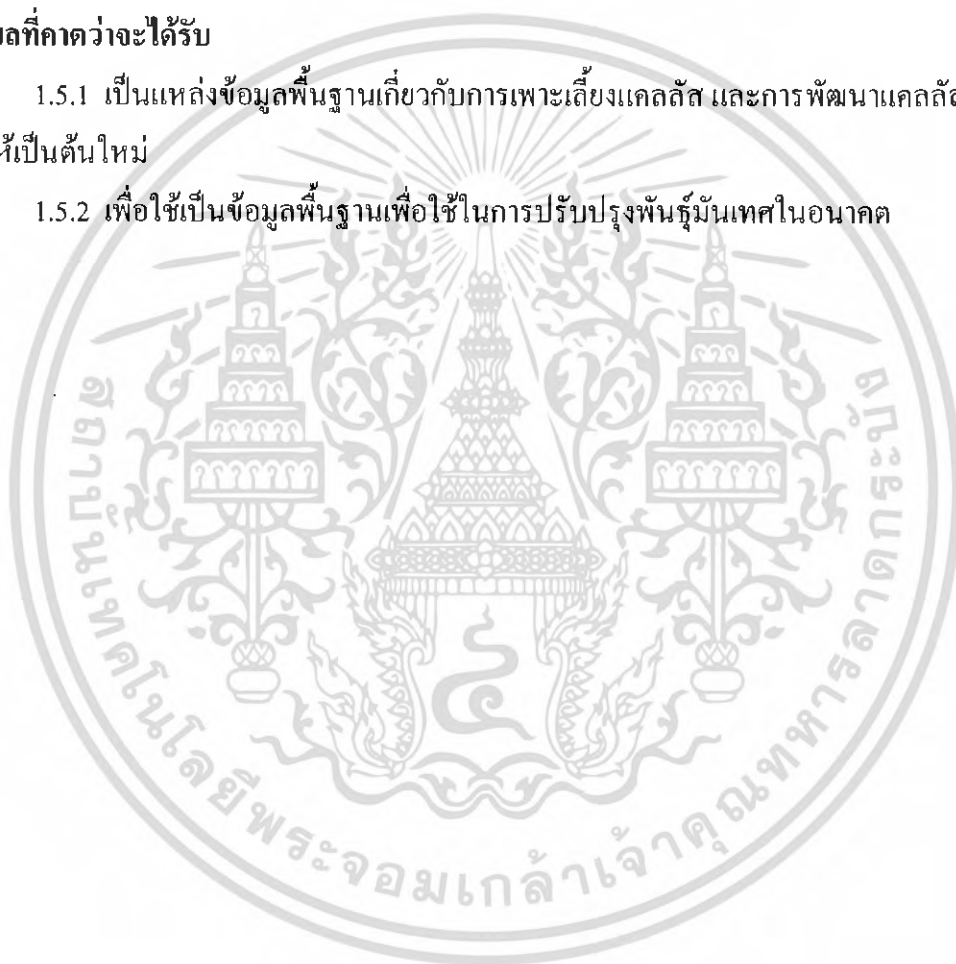 ผลที่คาดว่าจะได้รับ
1.5.1 เป็นแหล่งข้อมูลพื้นฐานเกี่ยวกับการเพาะเลี้ยงแคลลัส และการพัฒนาแคลลัส
ให้เป็นต้นใหม่
1.5.2 เพื่อใช้เป็นข้อมูลพื้นฐานเพื่อใช้ในการปรับปรุงพันธุ์มันเทศในอนาคต
สถาบันเทคโนโลยีพระจอมเกล้าเจ้าคุณทหารลาดกระบัง
๔